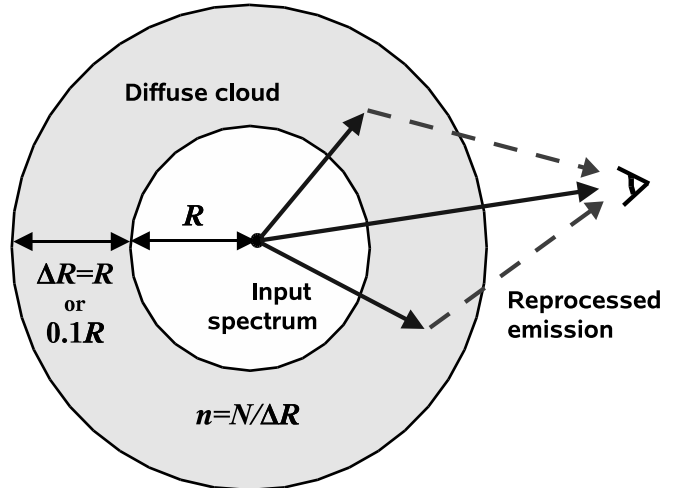 Diffuse cloud
R
ΔR=R
or
0.1R
Input
spectrum
Reprocessed
emission
n=N/ΔR